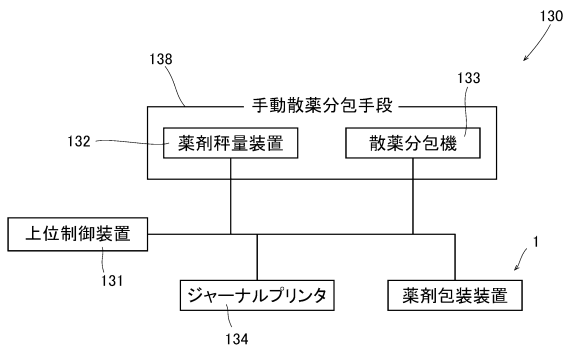 130
138
手動散薬分包手段
133
132
薬剤秤量装置
散薬分包機
上位制御装置
131
1
ジャーナルプリンタ
薬剤包装装置
134